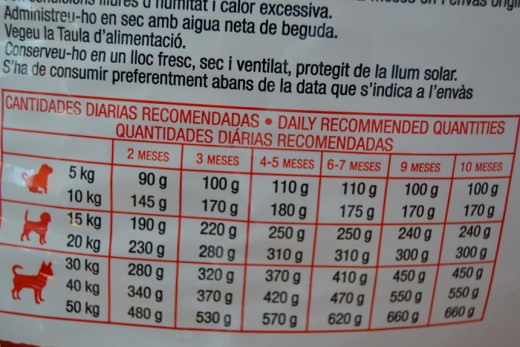 humitat i calor excessiva.
Administreu-ho en sec amb aigua neta de beguda.
Vegeu la Taula d'alimentació.
Conserveu-ho en un lloc fresc, sec i ventilat, protegit de la llum solar.
S'ha de consumir preferentment abans de la data que s'indica a l'envàs
CANTIDADES DIARIAS RECOMENDADAS • DAILY RECOMMENDED QUANTITIES
QUANTIDADES DIÁRIAS RECOMENDADAS
2 MESES 3 MESES 4-5 MESES 6-7 MESES 9 MESES 10 MESES
5 kg 90 g 100 g 110 g 110 g 100 g 100 g
10 kg 145 g 170 g 180 g 175 g 170 g 170 g
15 kg 190 g 220 g 250 g 250 g 240 g 240 g
20 kg 230 g 280 g 310 g 310 g 300 g 300 g
30 kg 280 g 320 g 370 g 410 g 450 g 450 g
40 kg 340 g 370 g 420 g 470 g 550 g 550 g
50 kg 480 g 530 g 570 g 620 g 660 g 660 g